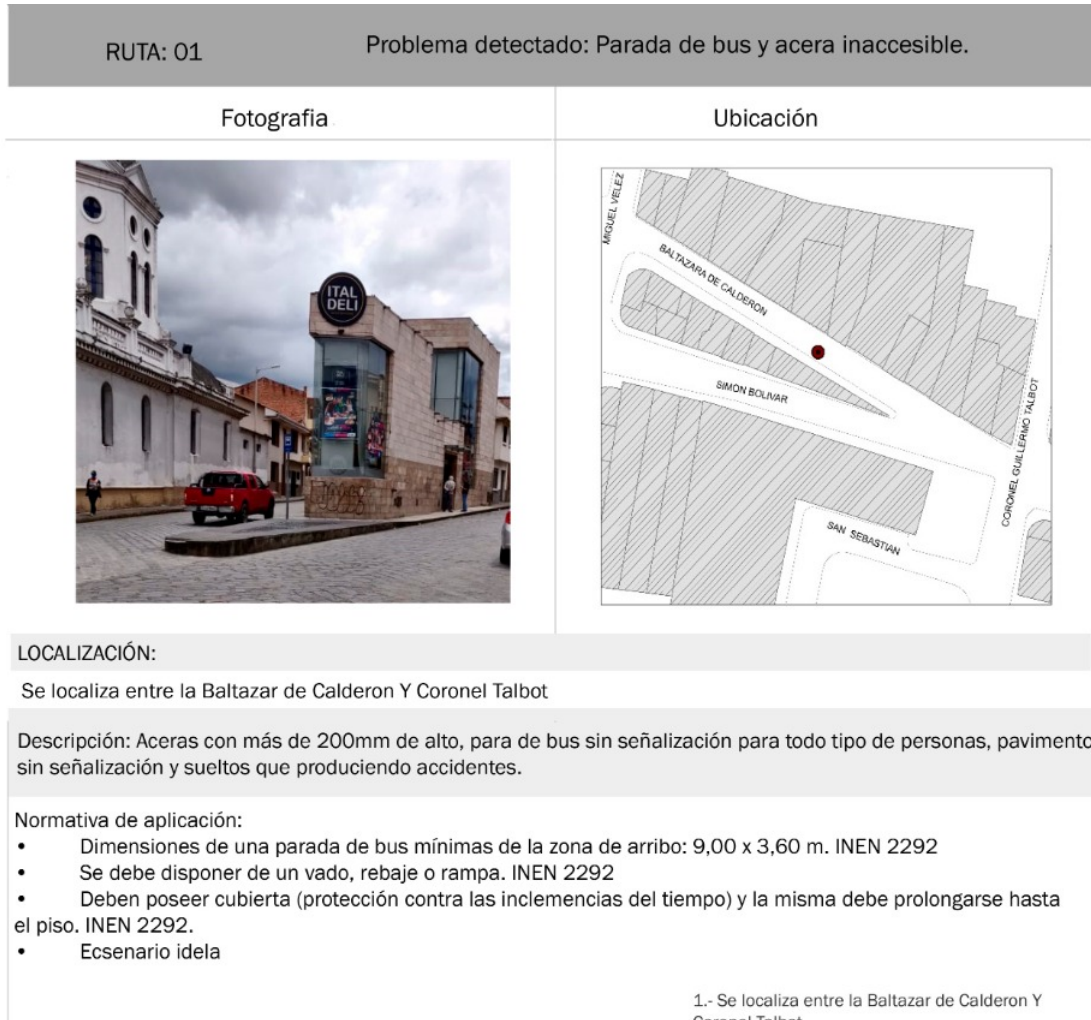 RUTA: 01
Problema detectado: Parada de bus y acera inaccesible.
Fotografia
Ubicación
ITAL
DELI
MIGUEL VELEZ
BALTAZARA DE CALDERON
SIMON BOLIVAR
CORONEL GUILLERMO TALBOT
SAN SEBASTIAN
LOCALIZACIÓN:
Se localiza entre la Baltazar de Calderon Y Coronel Talbot
Descripción: Aceras con más de 200mm de alto, para de bus sin señalización para todo tipo de personas, pavimento
sin señalización y sueltos que produciendo accidentes.
Normativa de aplicación:
• Dimensiones de una parada de bus mínimas de la zona de arribo: 9,00 x 3,60 m. INEN 2292
• Se debe disponer de un vado, rebaje o rampa. INEN 2292
• Deben poseer cubierta (protección contra las inclemencias del tiempo) y la misma debe prolongarse hasta
el piso. INEN 2292.
• Ecsenario idela
1.- Se localiza entre la Baltazar de Calderon Y
Coronel Talbot